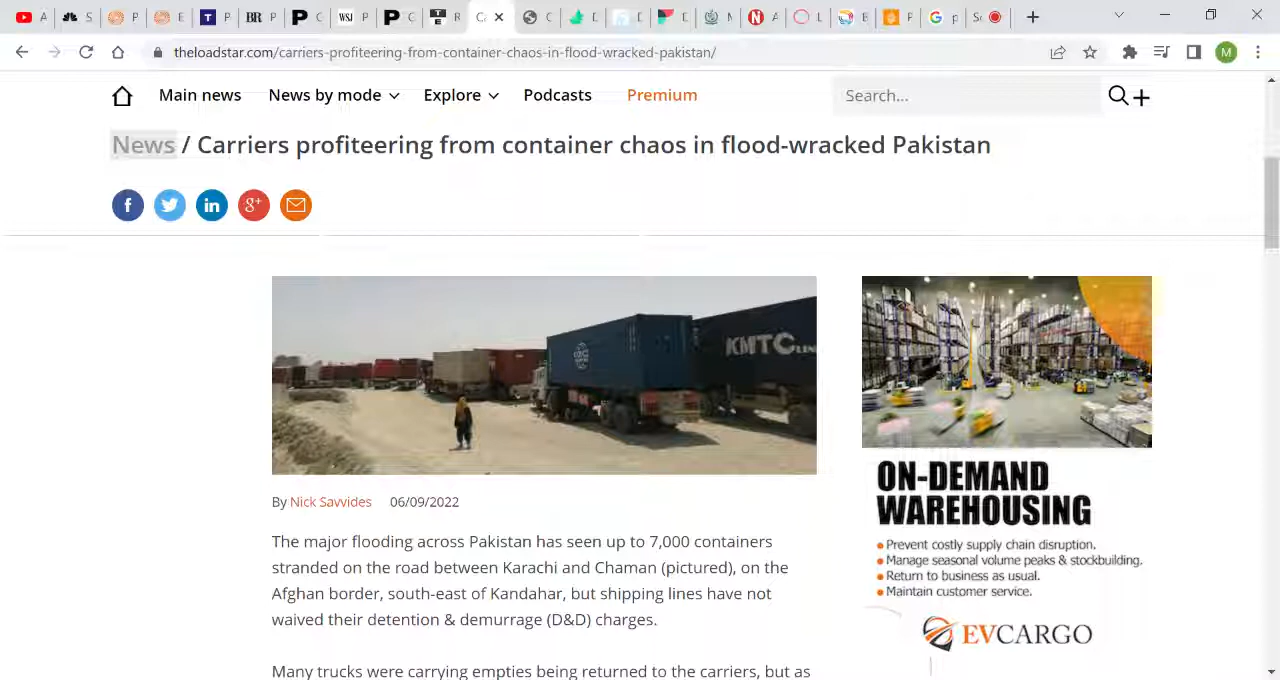 A
S
P
E
P
P
C
P
C
R
Ca
C
D
D
D
M
A
L
B
P
p
Sc
theloadstar.com/carriers-profiteering-from-container-chaos-in-flood-wracked-pakistan/
M
Main news
News by mode
Explore
Podcasts
Premium
Search...
News / Carriers profiteering from container chaos in flood-wracked Pakistan
KMTC LINE
By Nick Savvides 06/09/2022
The major flooding across Pakistan has seen up to 7,000 containers
stranded on the road between Karachi and Chaman (pictured), on the
Afghan border, south-east of Kandahar, but shipping lines have not
waived their detention & demurrage (D&D) charges.
Many trucks were carrying empties being returned to the carriers, but as
ON-DEMAND
WAREHOUSING
Prevent costly supply chain disruption.
Manage seasonal volume peaks & stockbuilding.
Return to business as usual.
Maintain customer service.
EVCARGO